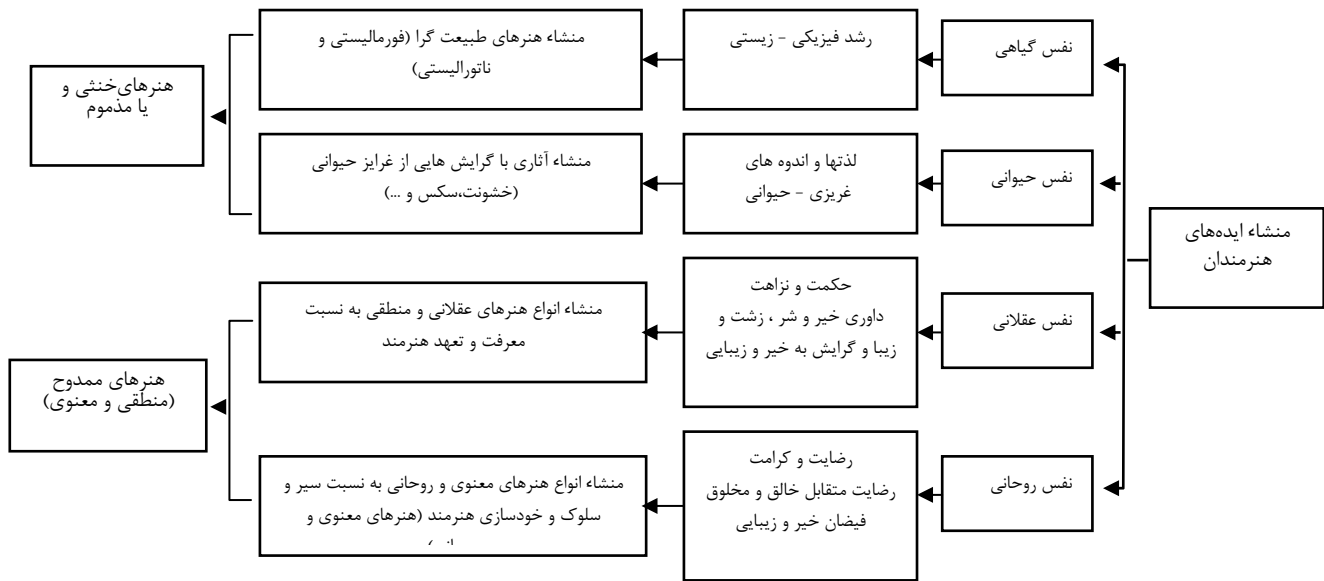 منشاء ایده‌های
هنرمندان
نفس گیاهی
رشد فیزیکی - زیستی
منشاء هنرهای طبیعت گرا (فورمالیستی و
ناتورالیستی)
نفس حیوانی
لذتها و اندوه های
غریزی - حیوانی
منشاء آثاری با گرایش هایی از غرایز حیوانی
(خشونت،سکس و ...)
هنرهای‌خنثی و
یا مذموم
نفس عقلانی
حکمت و نزاهت
داوری خیر و شر ، زشت و
زیبا و گرایش به خیر و زیبایی
منشاء انواع هنرهای عقلانی و منطقی به نسبت
معرفت و تعهد هنرمند
نفس روحانی
رضایت و کرامت
رضایت متقابل خالق و مخلوق
فیضان خیر و زیبایی
منشاء انواع هنرهای معنوی و روحانی به نسبت سیر و
سلوک و خودسازی هنرمند (هنرهای معنوی و
هنرهای ممدوح
(منطقی و معنوی)